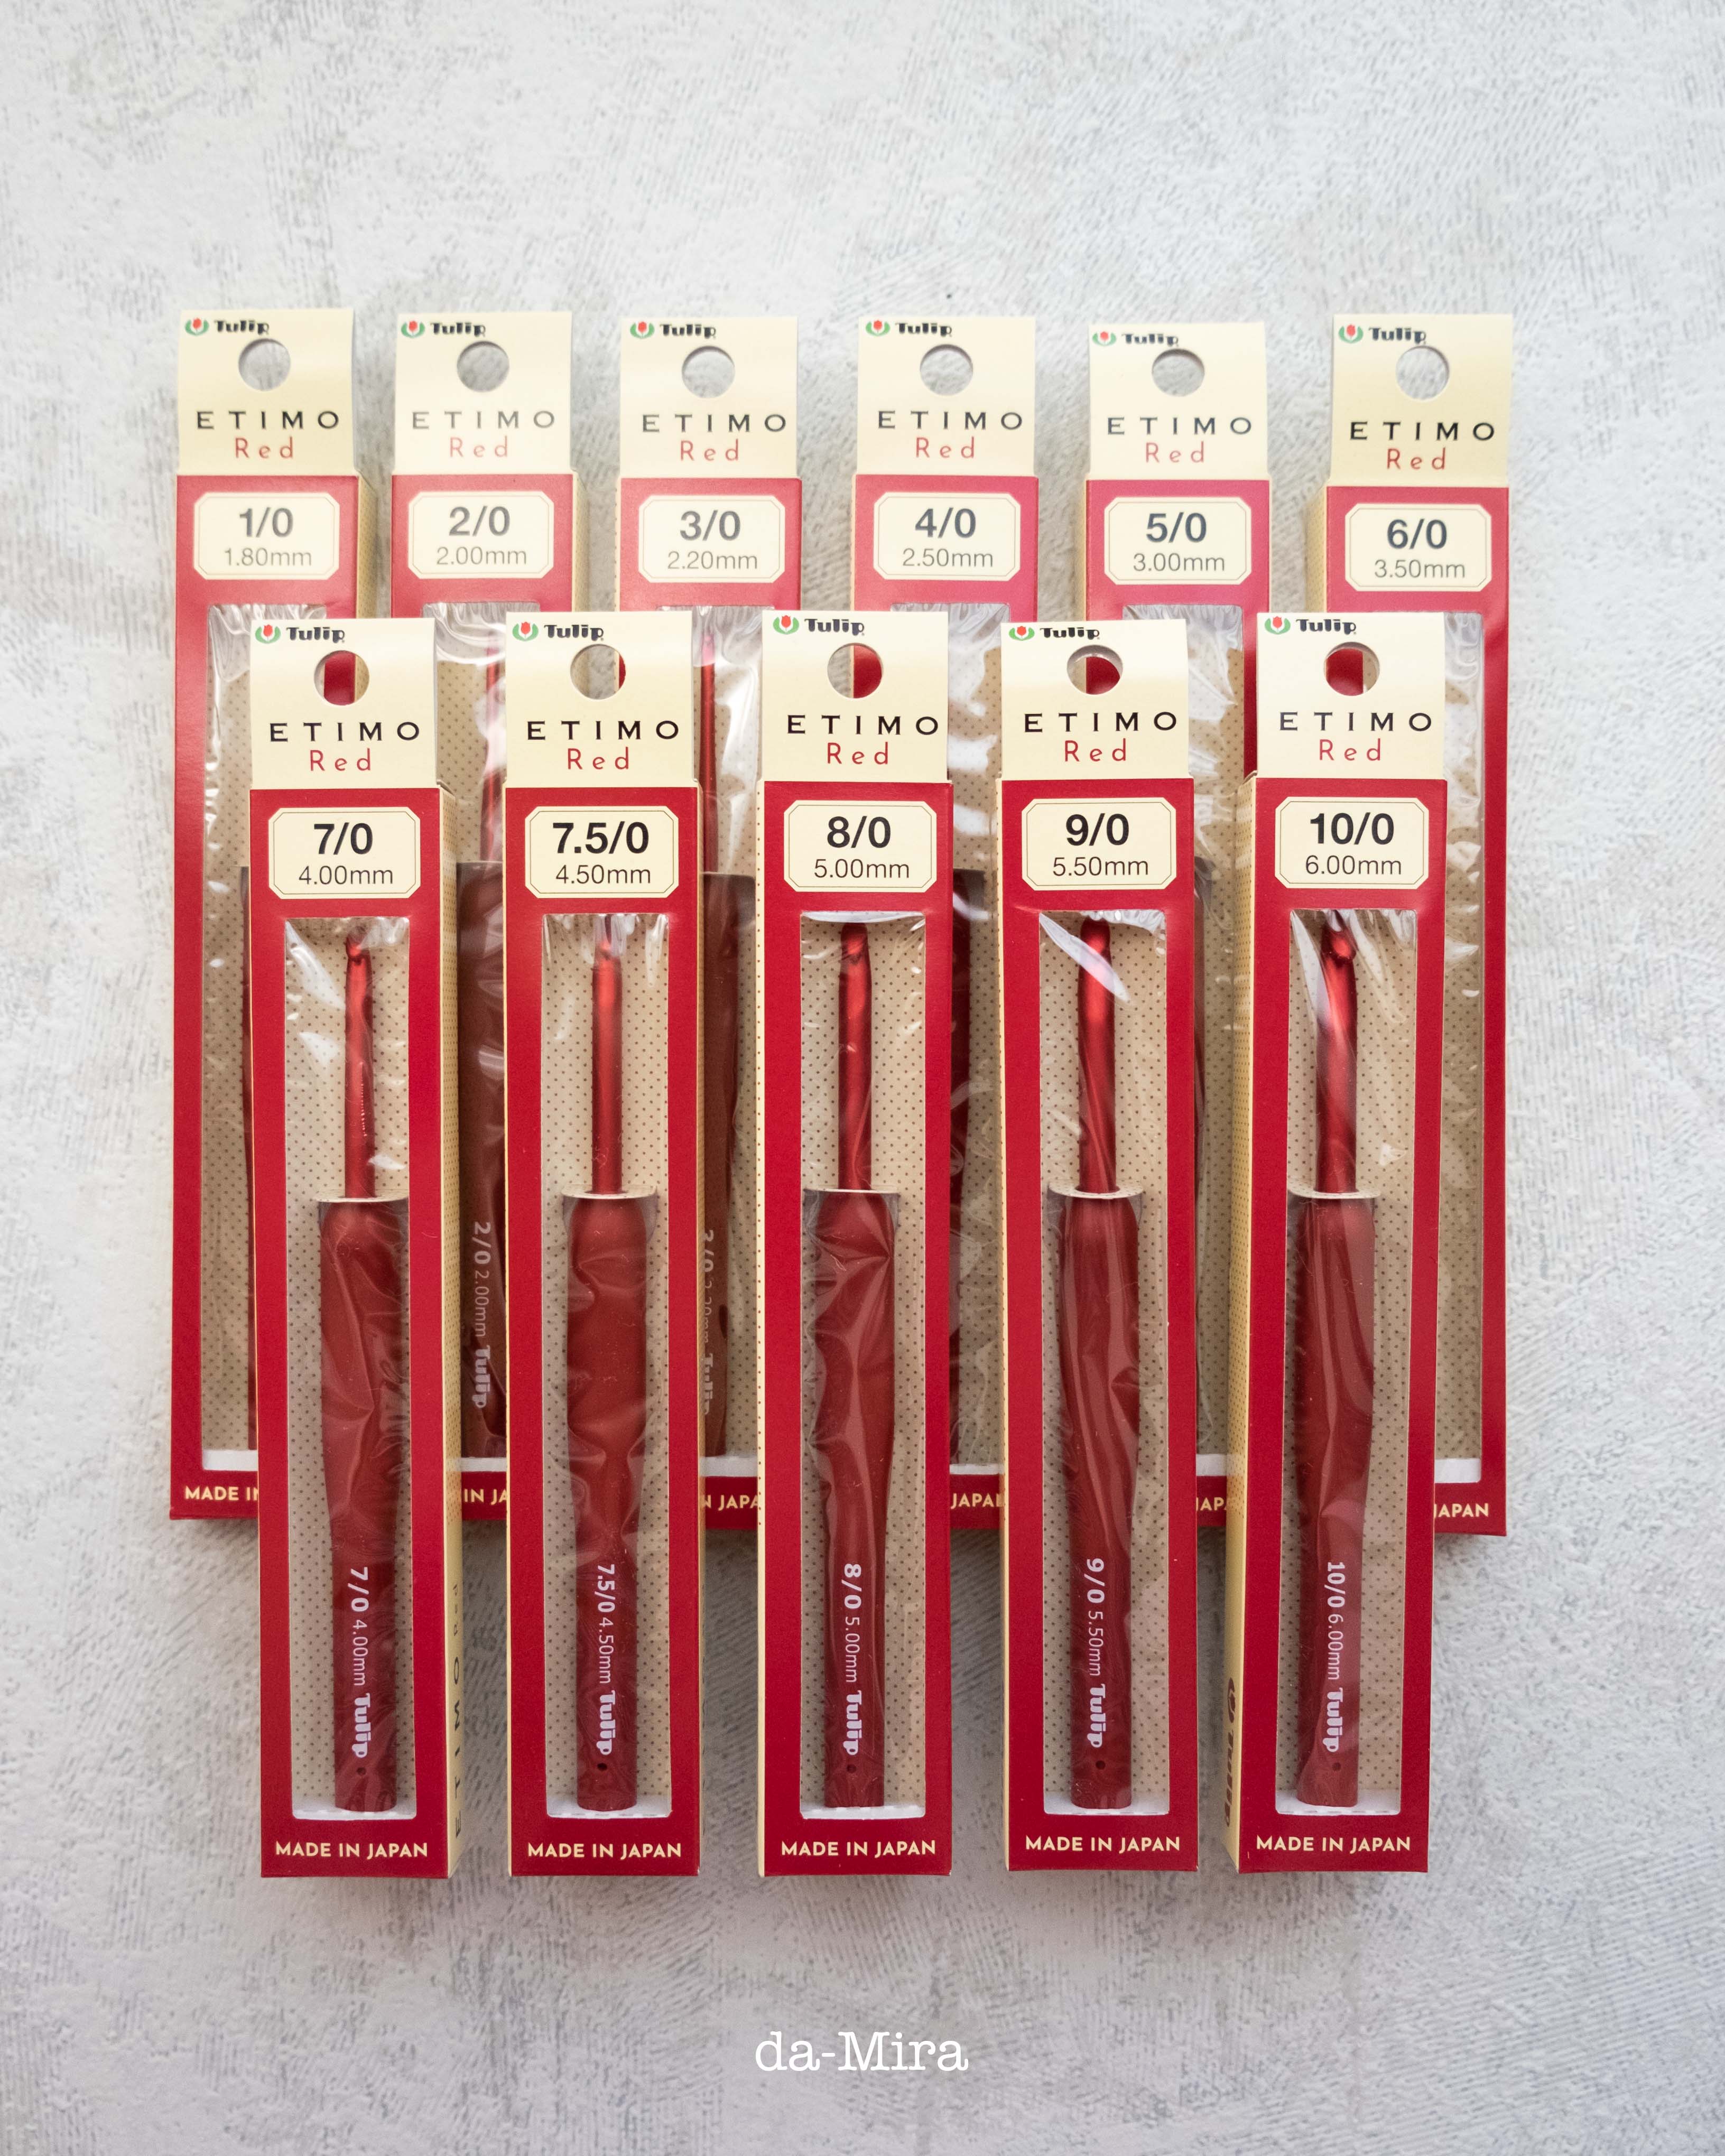 Tulip
ETIMO
Red
1/0
1.80mm
Tulip
ETIMO
Red
2/0
2.00mm
Tulip
ETIMO
Red
3/0
2.20mm
Tulip
ETIMO
Red
4/0
2.50mm
Tulip
ETIMO
Red
5/0
3.00mm
Tulip
ETIMO
Red
6/0
3.50mm
2/0 2.00mm Tulip
MADE
IN
JAPAN
JAPAN
Tulip
ETIMO
Red
7/0
4.00mm
7/0 4.00mm Tulip
MADE IN JAPAN
ETIMO
Tulip
ETIMO
Red
7.5/0
4.50mm
7.5/0 4.50mm Tulip
MADE IN JAPAN
Tulip
ETIMO
Red
8/0
5.00mm
8/0 5.00mm Tulip
MADE IN JAPAN
Tulip
ETIMO
Red
9/0
5.50mm
9/0 5.50mm Tulip
MADE IN JAPAN
Tulip
ETIMO
Red
10/0
6.00mm
10/0 6.00mm Tulip
MADE IN JAPAN
Tulip
da-Mira